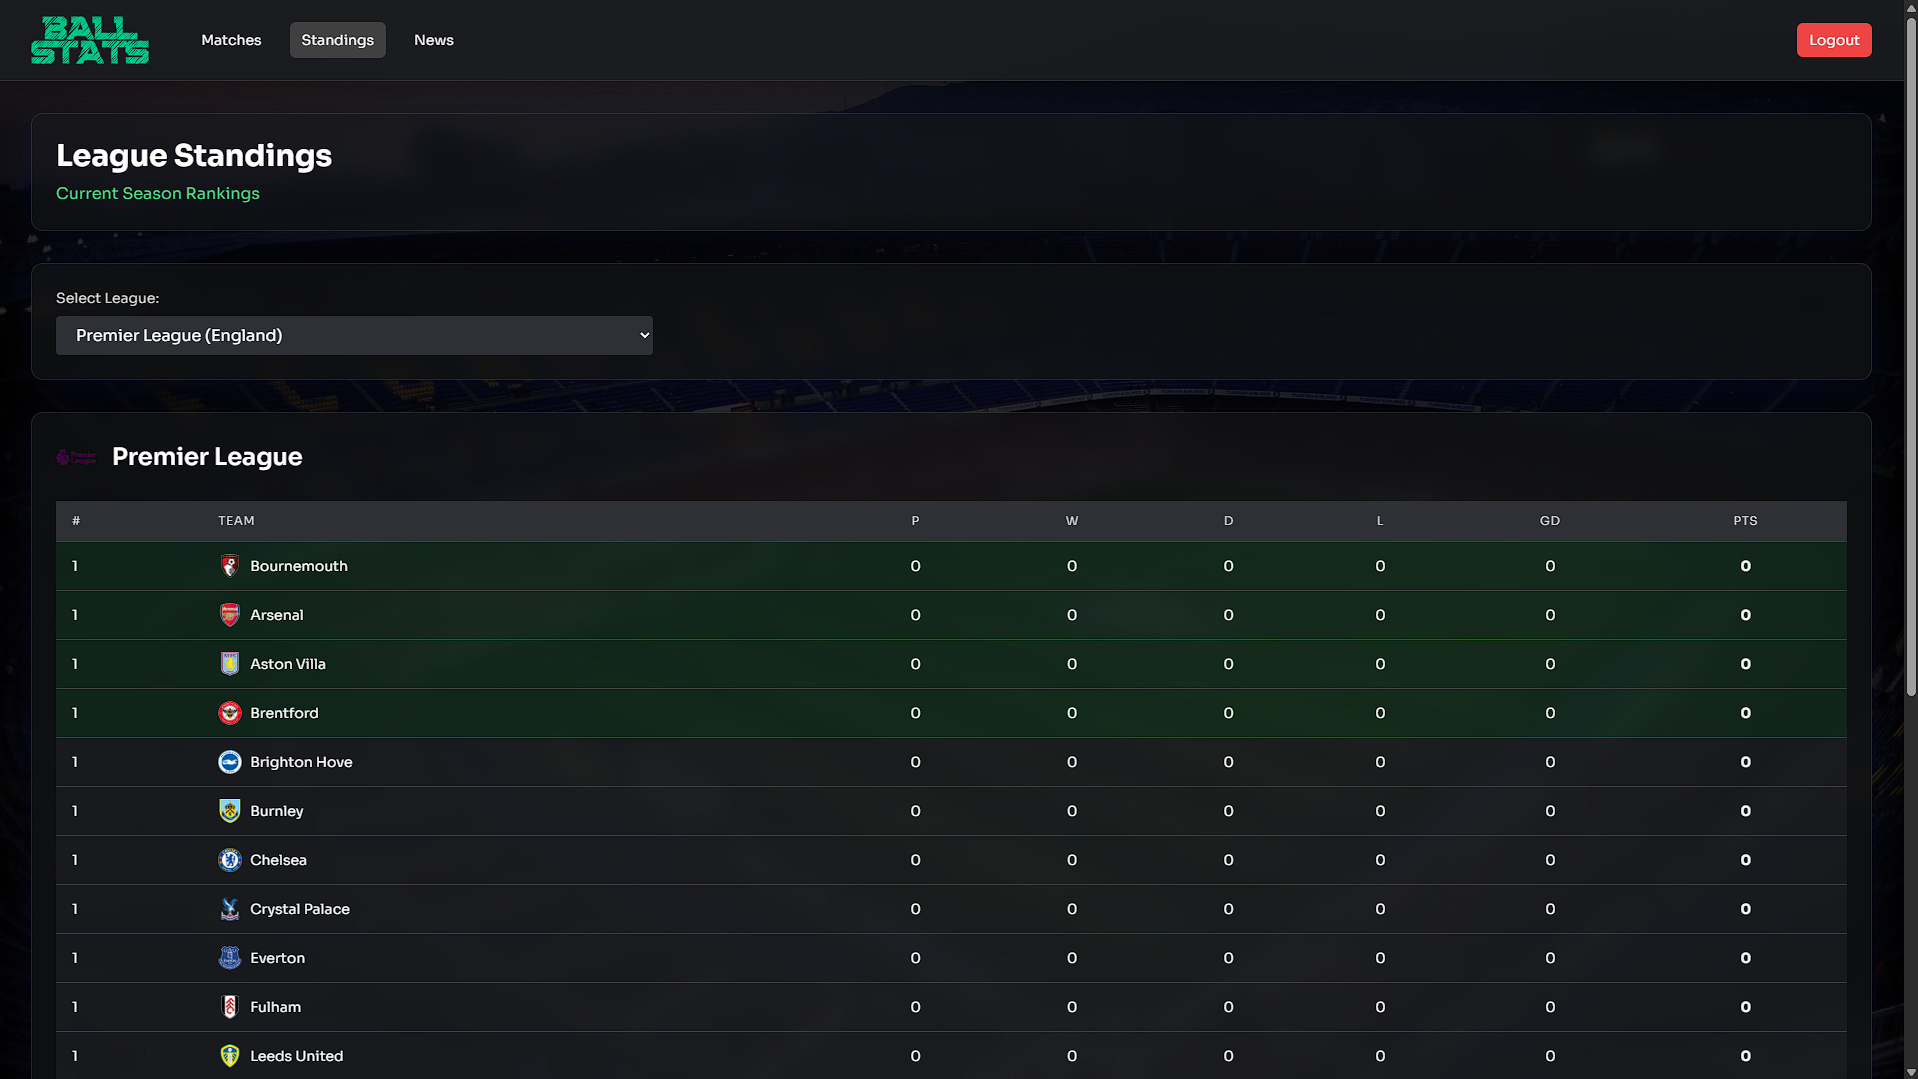 BALL
STATS
Matches
Standings
News
Logout
League Standings
Current Season Rankings
Select League:
Premier League (England)
Premier
League
Premier League
# TEAM P W D L GD PTS
1 Bournemouth 0 0 0 0 0 0
1 Arsenal 0 0 0 0 0 0
1 Aston Villa 0 0 0 0 0 0
1 Brentford 0 0 0 0 0 0
1 Brighton Hove 0 0 0 0 0 0
1 Burnley 0 0 0 0 0 0
1 Chelsea 0 0 0 0 0 0
1 Crystal Palace 0 0 0 0 0 0
1 Everton 0 0 0 0 0 0
1 Fulham 0 0 0 0 0 0
1 Leeds United 0 0 0 0 0 0